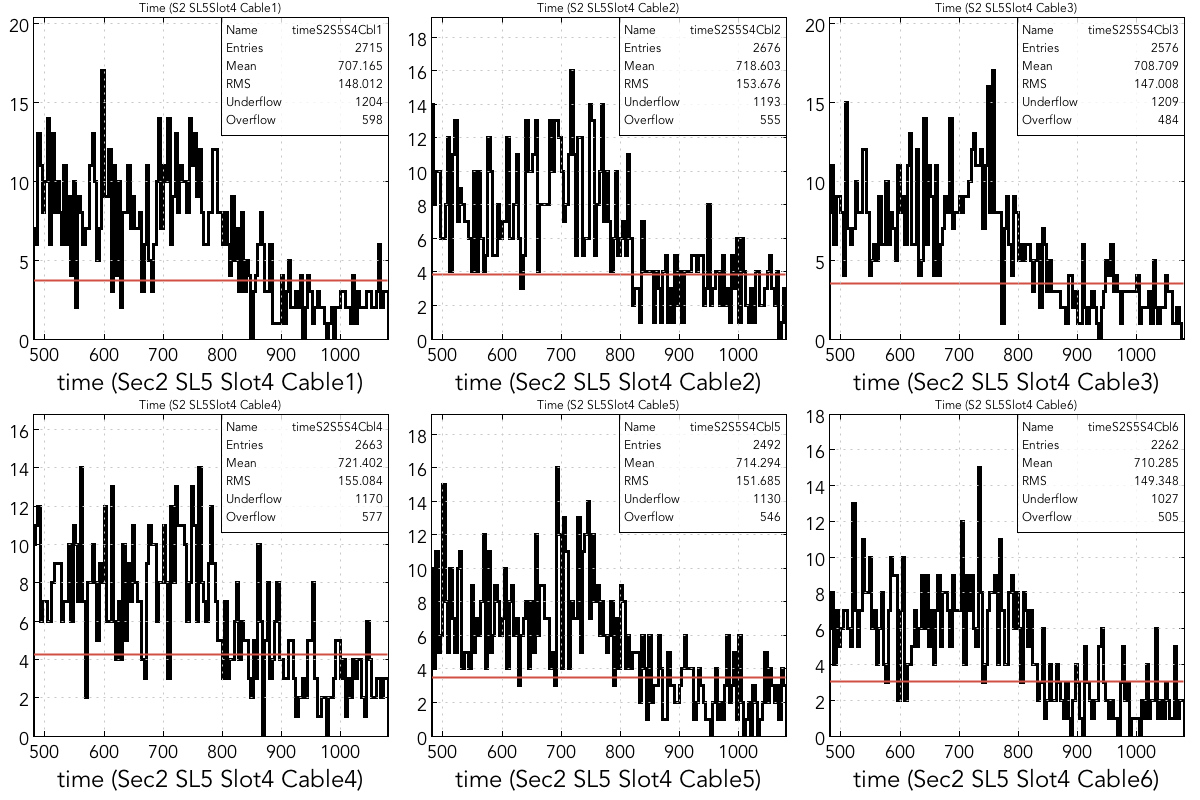 Time (S2 SL5Slot4 Cable1)
Name timeS2S5S4Cbl1
Entries 2715
Mean 707.165
RMS 148.012
Underflow 1204
Overflow 598
20
15
10
5
0
500 600 700 800 900 1000
time (Sec2 SL5 Slot4 Cable1)
Time (S2 SL5Slot4 Cable2)
Name timeS2S5S4Cbl2
Entries 2676
Mean 718.603
RMS 153.676
Underflow 1193
Overflow 555
18
16
14
12
10
8
6
4
2
0
500 600 700 800 900 1000
time (Sec2 SL5 Slot4 Cable2)
Time (S2 SL5Slot4 Cable3)
Name timeS2S5S4Cbl3
Entries 2576
Mean 708.709
RMS 147.008
Underflow 1209
Overflow 484
20
15
10
5
0
500 600 700 800 900 1000
time (Sec2 SL5 Slot4 Cable3)
Time (S2 SL5Slot4 Cable4)
Name timeS2S5S4Cbl4
Entries 2663
Mean 721.402
RMS 155.084
Underflow 1170
Overflow 577
16
14
12
10
8
6
4
2
0
500 600 700 800 900 1000
time (Sec2 SL5 Slot4 Cable4)
Time (S2 SL5Slot4 Cable5)
Name timeS2S5S4Cbl5
Entries 2492
Mean 714.294
RMS 151.685
Underflow 1130
Overflow 546
18
16
14
12
10
8
6
4
2
0
500 600 700 800 900 1000
time (Sec2 SL5 Slot4 Cable5)
Time (S2 SL5Slot4 Cable6)
Name timeS2S5S4Cbl6
Entries 2262
Mean 710.285
RMS 149.348
Underflow 1027
Overflow 505
18
16
14
12
10
8
6
4
2
0
500 600 700 800 900 1000
time (Sec2 SL5 Slot4 Cable6)